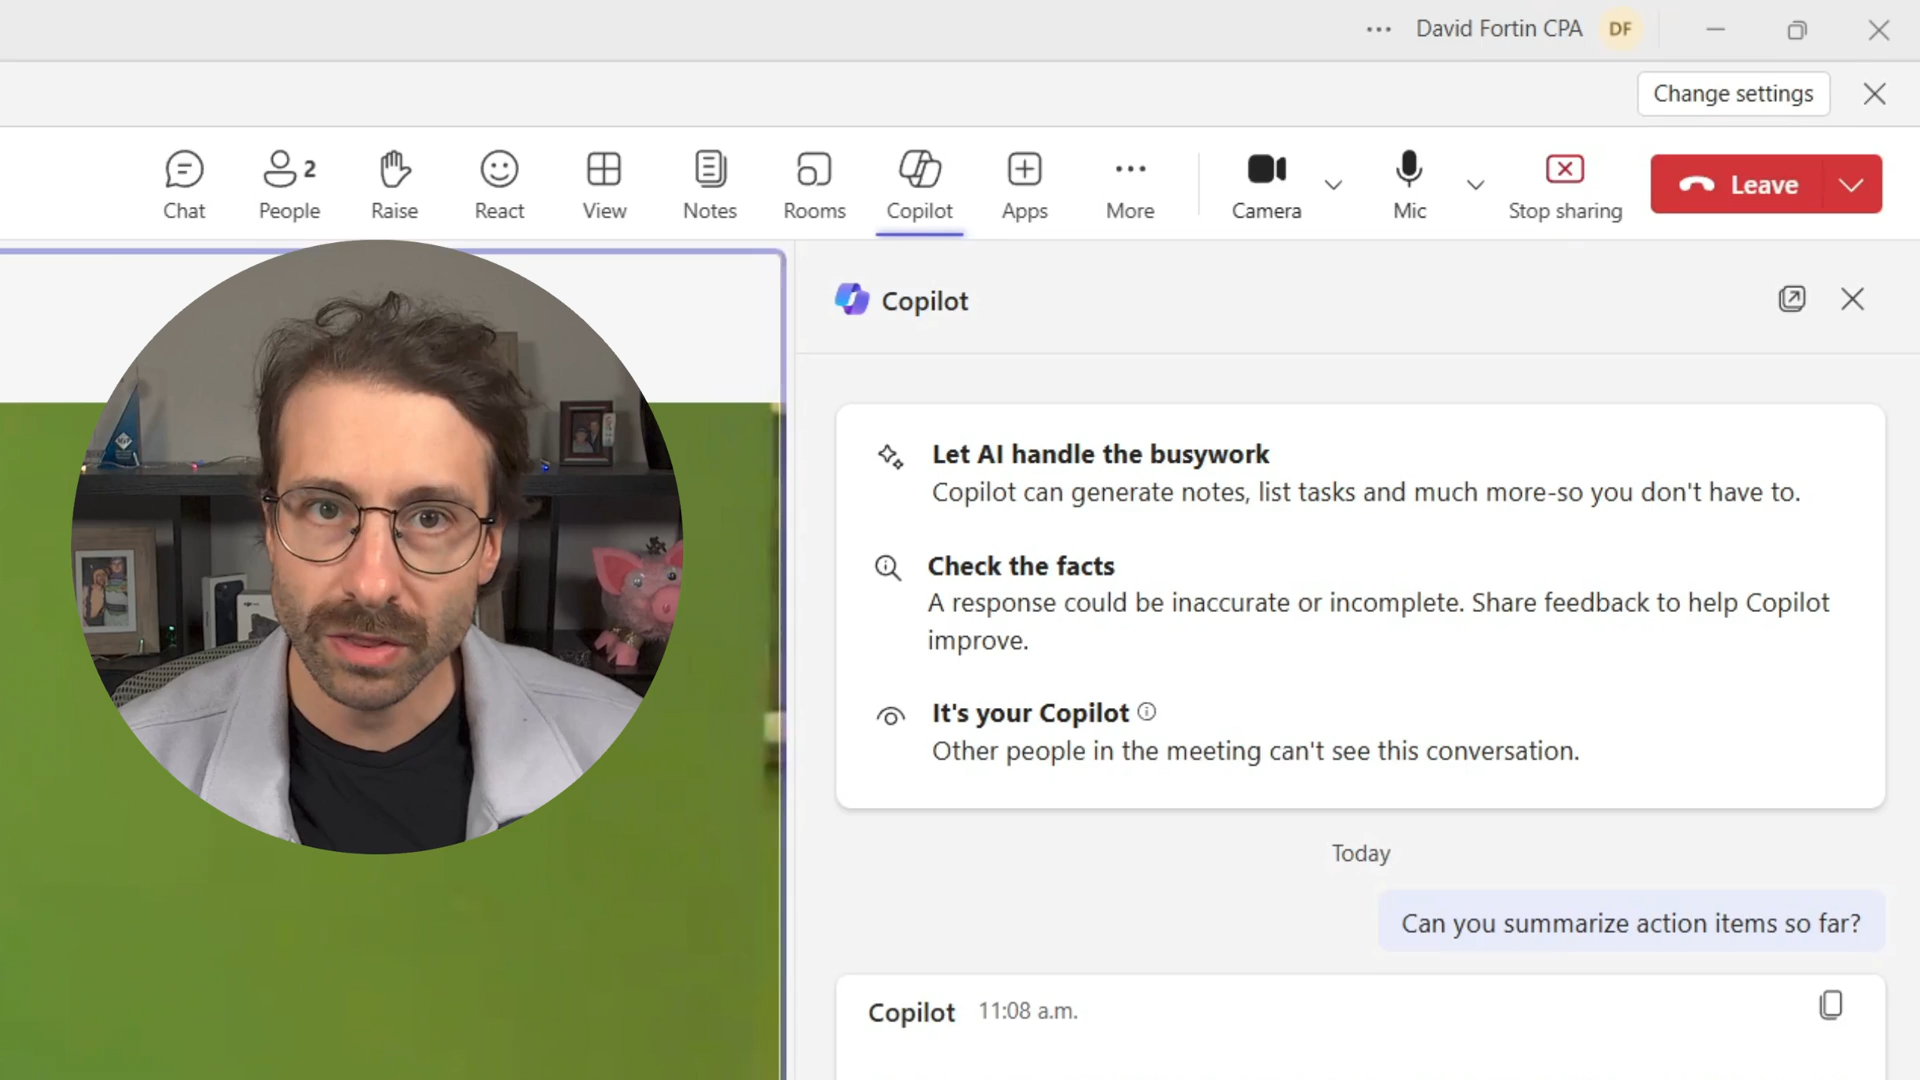 David Fortin CPA DF
Change settings
2
Chat People Raise React View Notes Rooms Copilot Apps More Camera Mic Stop sharing
Leave
Copilot
Let AI handle the busywork
Copilot can generate notes, list tasks and much more-so you don't have to.
Check the facts
A response could be inaccurate or incomplete. Share feedback to help Copilot
improve.
It's your Copilot
Other people in the meeting can't see this conversation.
Today
Can you summarize action items so far?
Copilot 11:08 a.m.